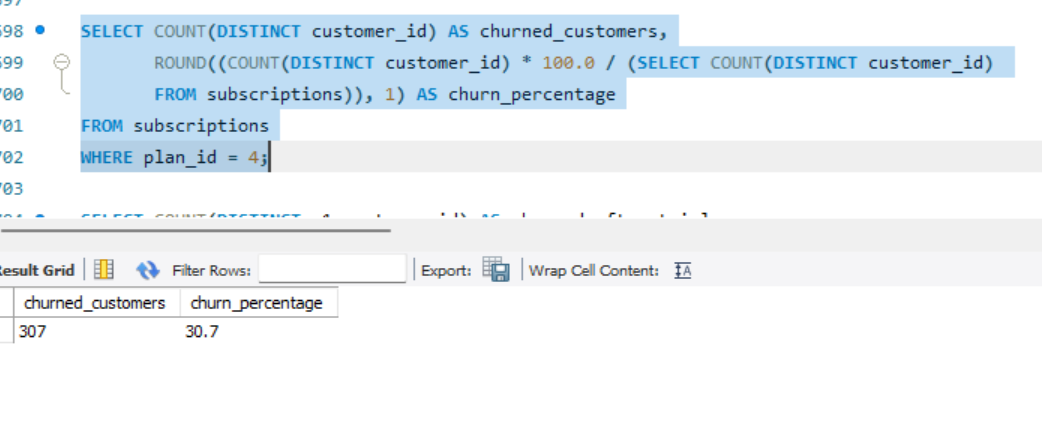 698 SELECT COUNT(DISTINCT customer_id) AS churned_customers,
699 ROUND((COUNT(DISTINCT customer_id) * 100.0 / (SELECT COUNT(DISTINCT customer_id)
700 FROM subscriptions)), 1) AS churn_percentage
701 FROM subscriptions
702 WHERE plan_id = 4;
703
Result Grid Filter Rows: Export: Wrap Cell Content: IA
churned_customers churn_percentage
307 30.7